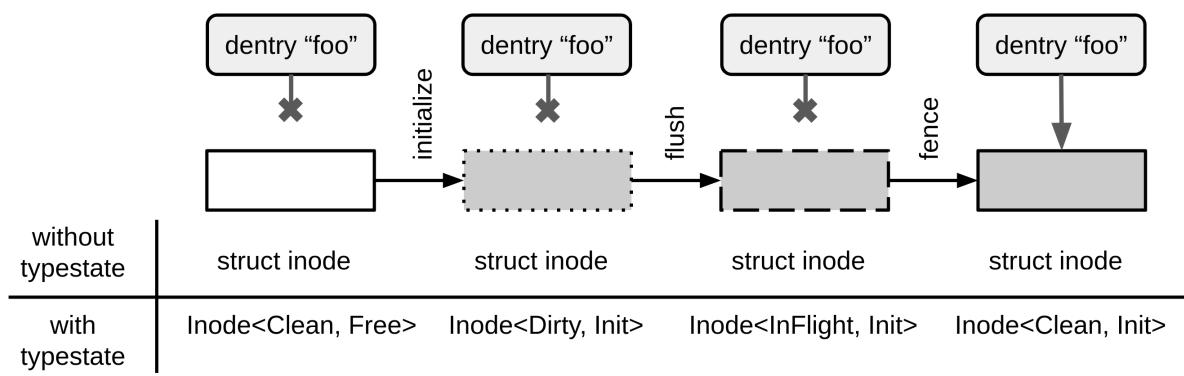 dentry “foo”
dentry “foo”
dentry “foo”
dentry “foo”
initialize
flush
fence
without
typestate
struct inode
struct inode
struct inode
struct inode
with
typestate
Inode<Clean, Free>
Inode<Dirty, Init>
Inode<InFlight, Init>
Inode<Clean, Init>